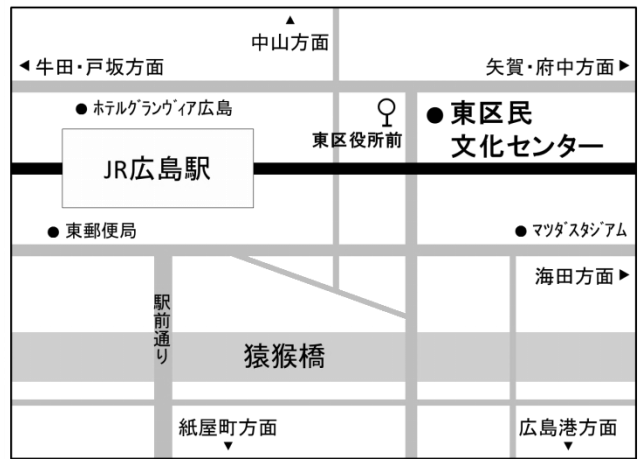 ▲
中山方面
◀牛田・戸坂方面
矢賀・府中方面▶
●ホテルグランヴィア広島
●東区民
文化センター
東区役所前
JR広島駅
●東郵便局
●マツダスタジアム
海田方面▶
駅前通り
猿猴橋
紙屋町方面
▼
広島港方面
▼